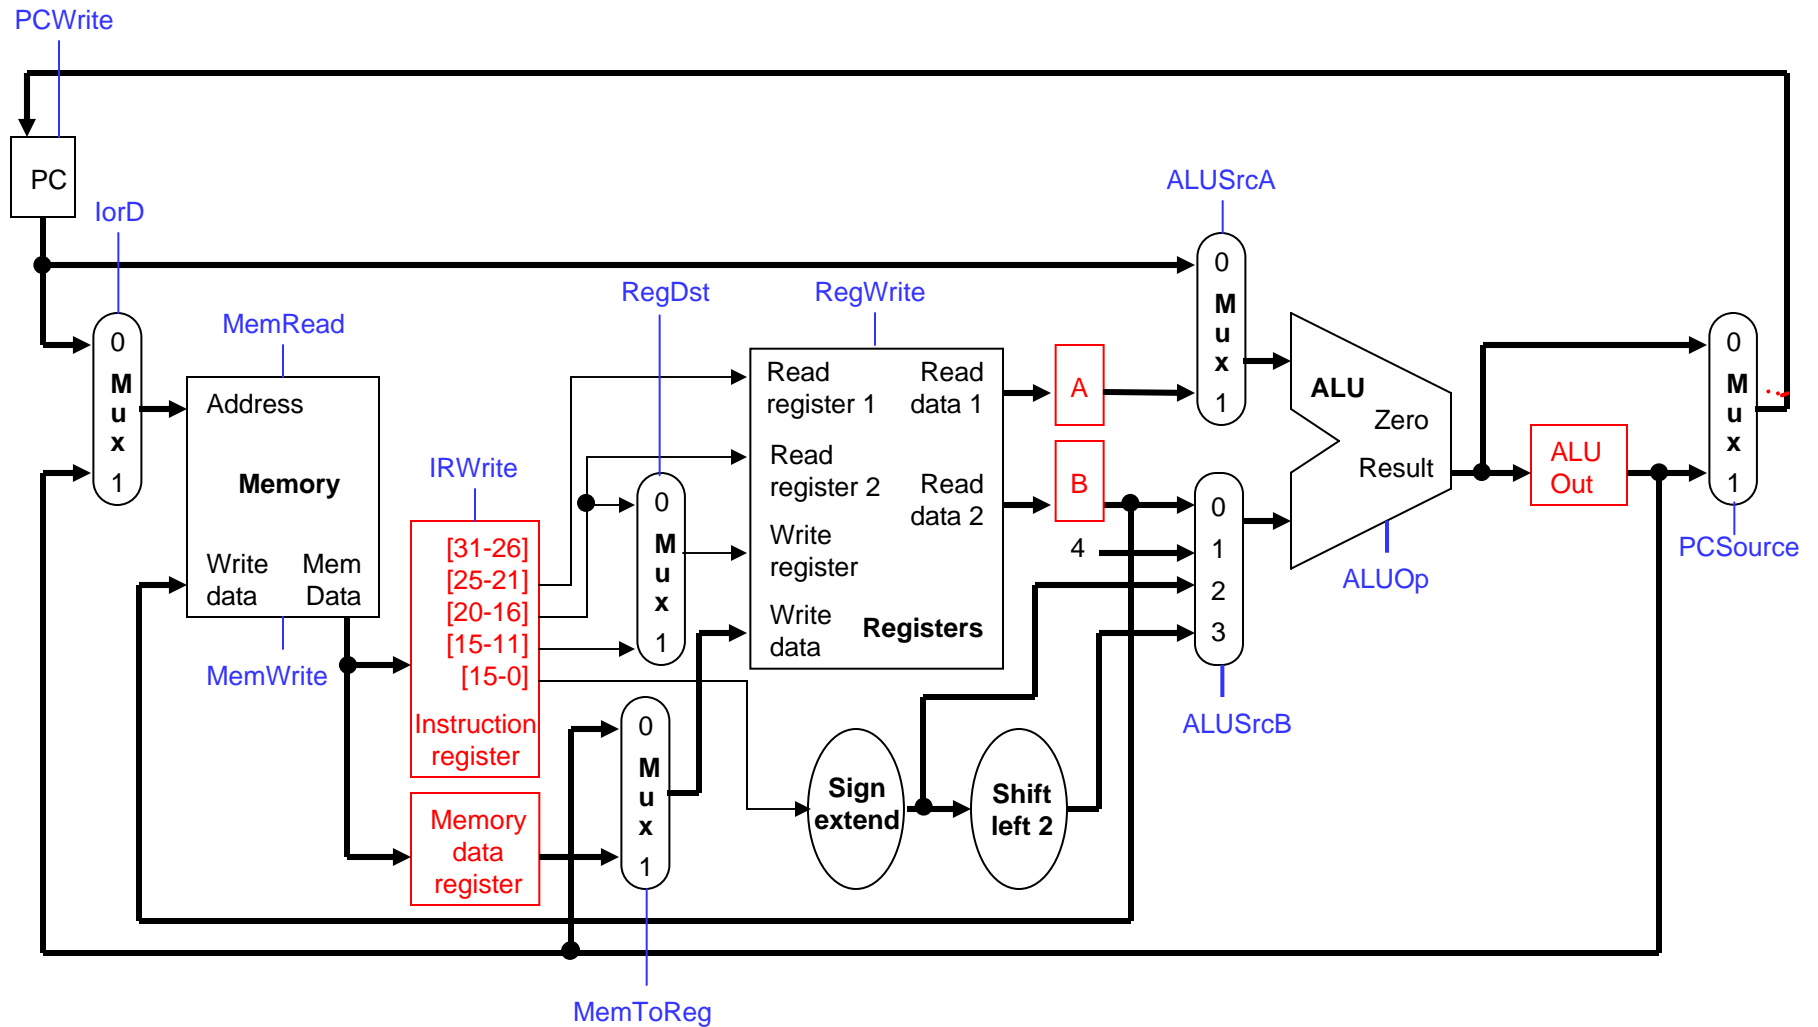 PCWrite
PC
IorD
0
M
u
x
1
MemRead
Address
Memory
Write
data
Mem
Data
MemWrite
IRWrite
[31-26]
[25-21]
[20-16]
[15-11]
[15-0]
Instruction
register
Memory
data
register
RegDst
0
M
u
x
1
0
M
u
x
1
MemToReg
RegWrite
Read
register 1
Read
data 1
Read
register 2
Read
data 2
Write
register
Write
data
Registers
Sign
extend
Shift
left 2
A
B
4
ALUSrcA
0
M
u
x
1
0
1
2
3
ALUSrcB
ALU
Zero
Result
ALUOp
ALU
Out
0
M
u
x
1
PCSource